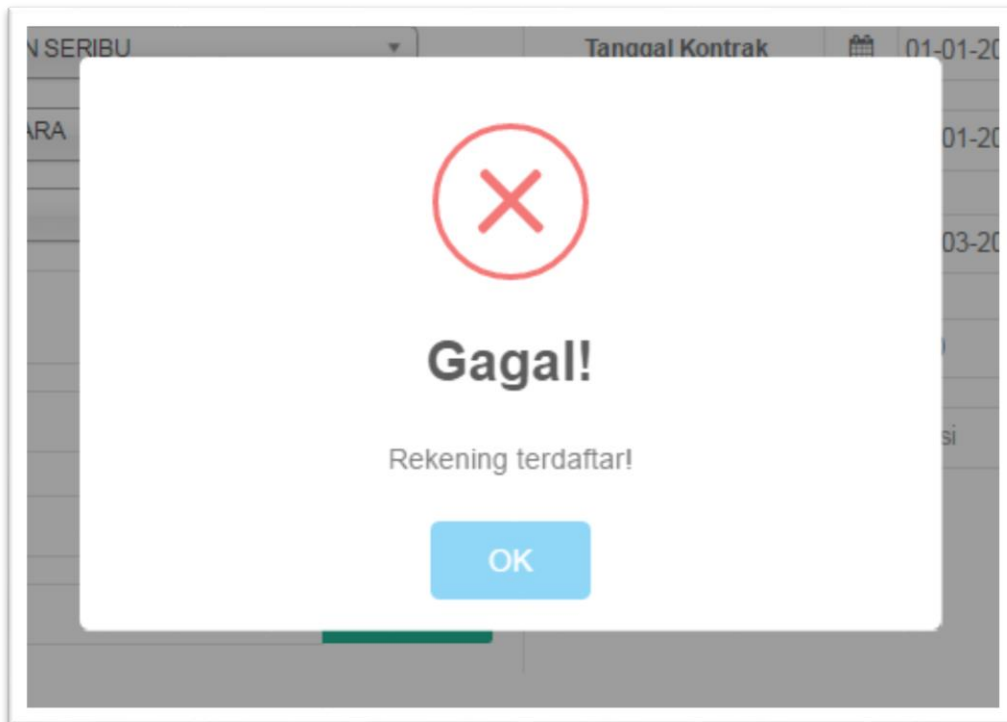 N SERIBU
Tanggal Kontrak
01-01-20
ARA
01-20
03-20
Gagal!
si
Rekening terdaftar!
OK